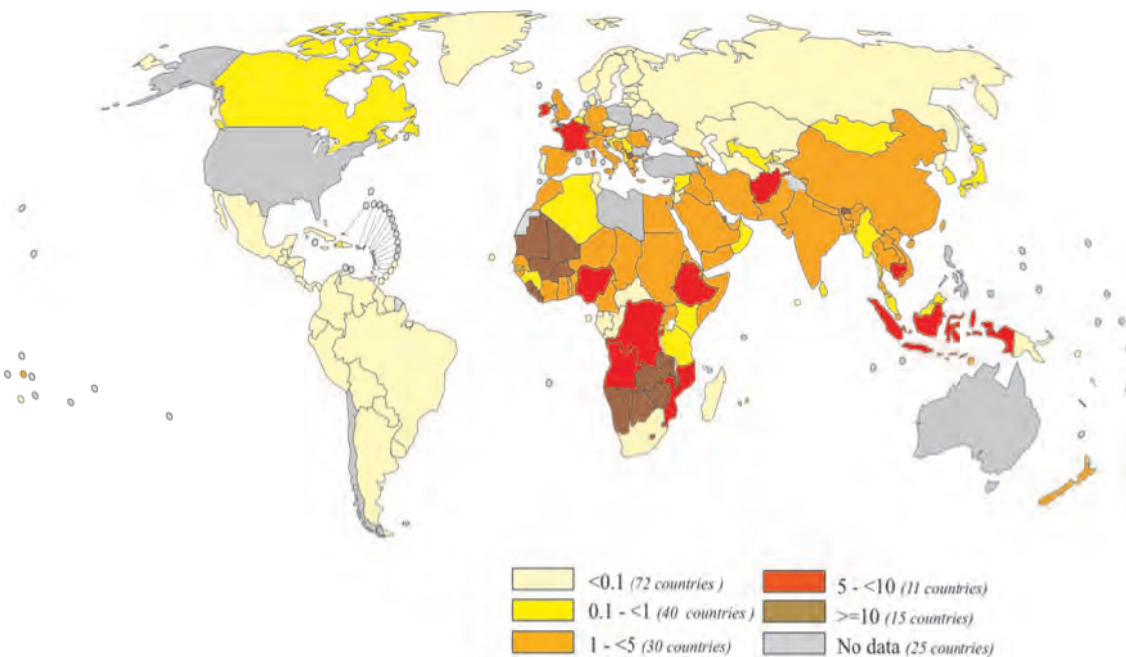 <0.1 (72 countries )
0.1 - <1 (40 countries )
1 - <5 (30 countries)
5 - <10 (11 countries)
>=10 (15 countries)
No data (25 countries)